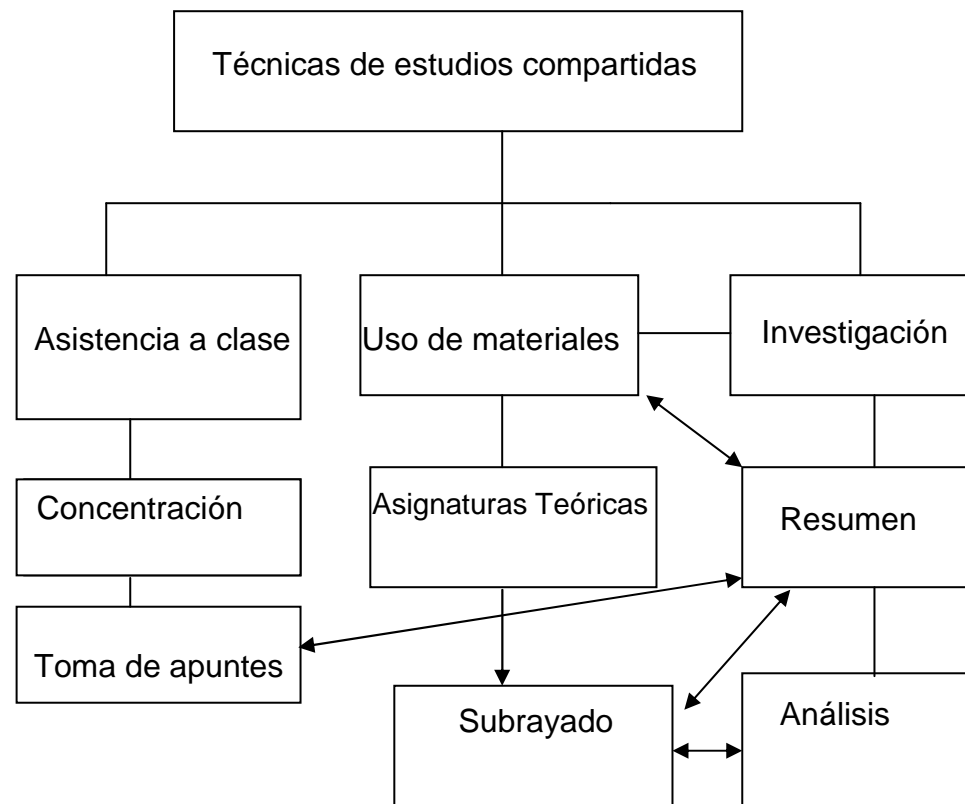 Técnicas de estudios compartidas
Asistencia a clase
Uso de materiales
Investigación
Concentración
Asignaturas Teóricas
Resumen
Toma de apuntes
Subrayado
Análisis